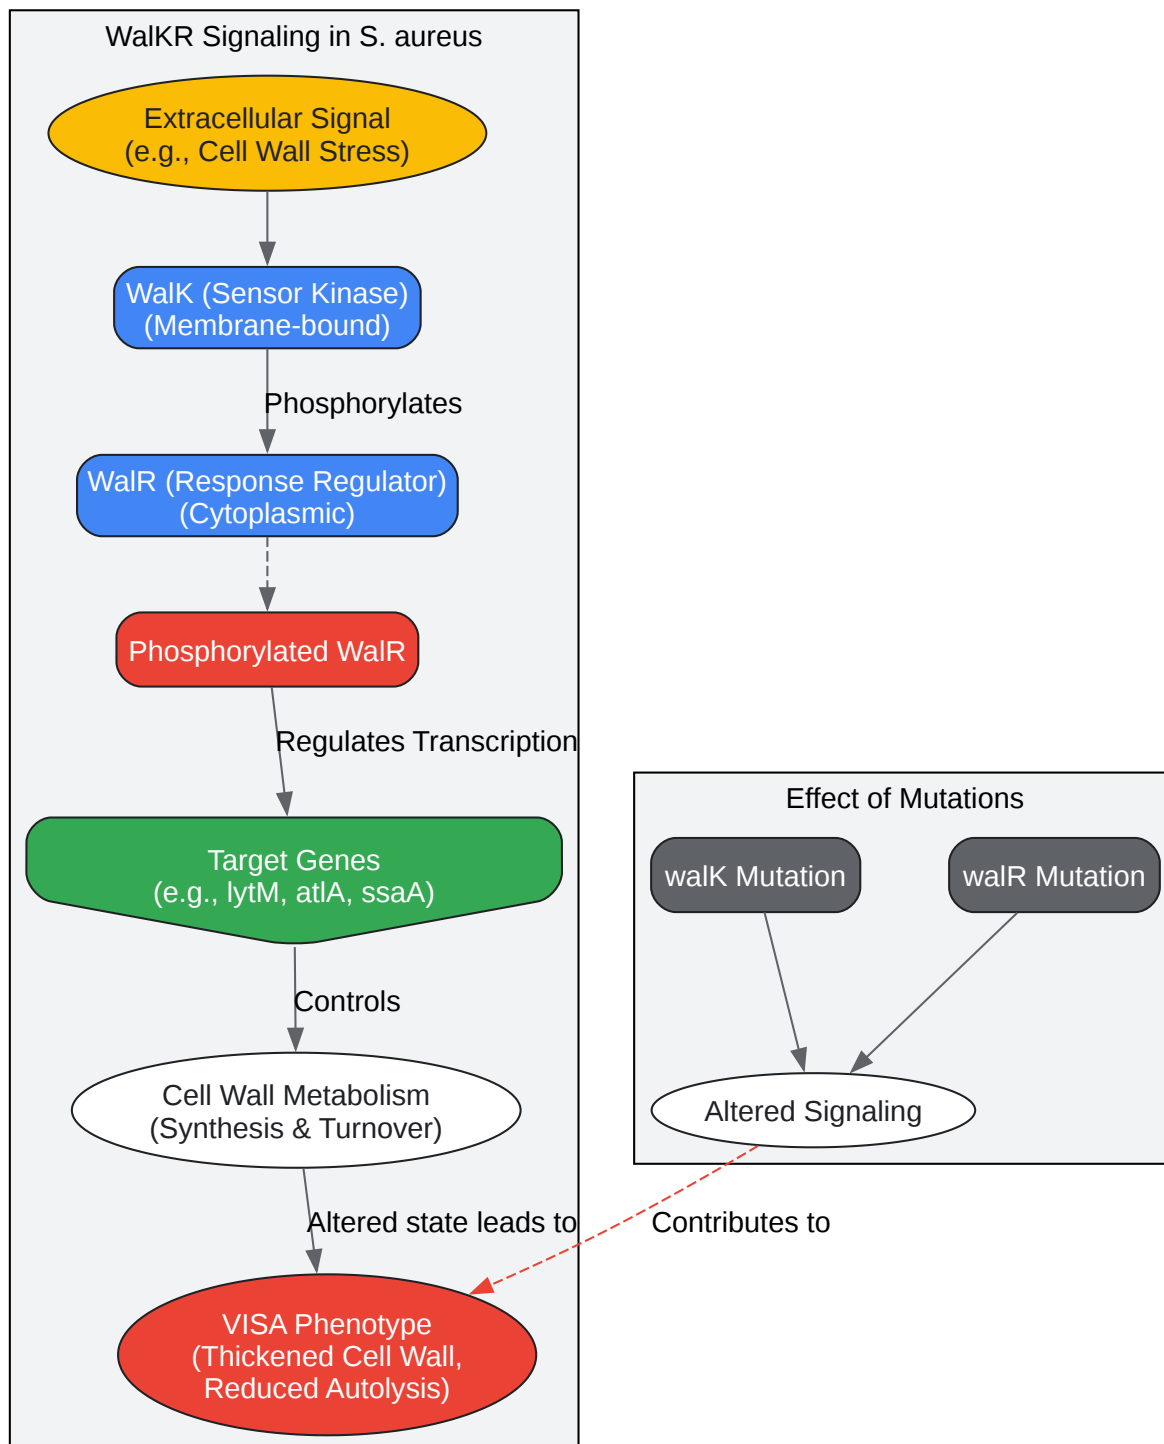 WalKR Signaling in S. aureus
Extracellular Signal
(e.g., Cell Wall Stress)
WalK (Sensor Kinase)
(Membrane-bound)
Phosphorylates
WalR (Response Regulator)
(Cytoplasmic)
Phosphorylated WalR
Regulates Transcription
Target Genes
(e.g., lytM, atlA, ssaA)
Controls
Cell Wall Metabolism
(Synthesis & Turnover)
Altered state leads to
VISA Phenotype
(Thickened Cell Wall,
Reduced Autolysis)
Effect of Mutations
walK Mutation
walR Mutation
Altered Signaling
Contributes to